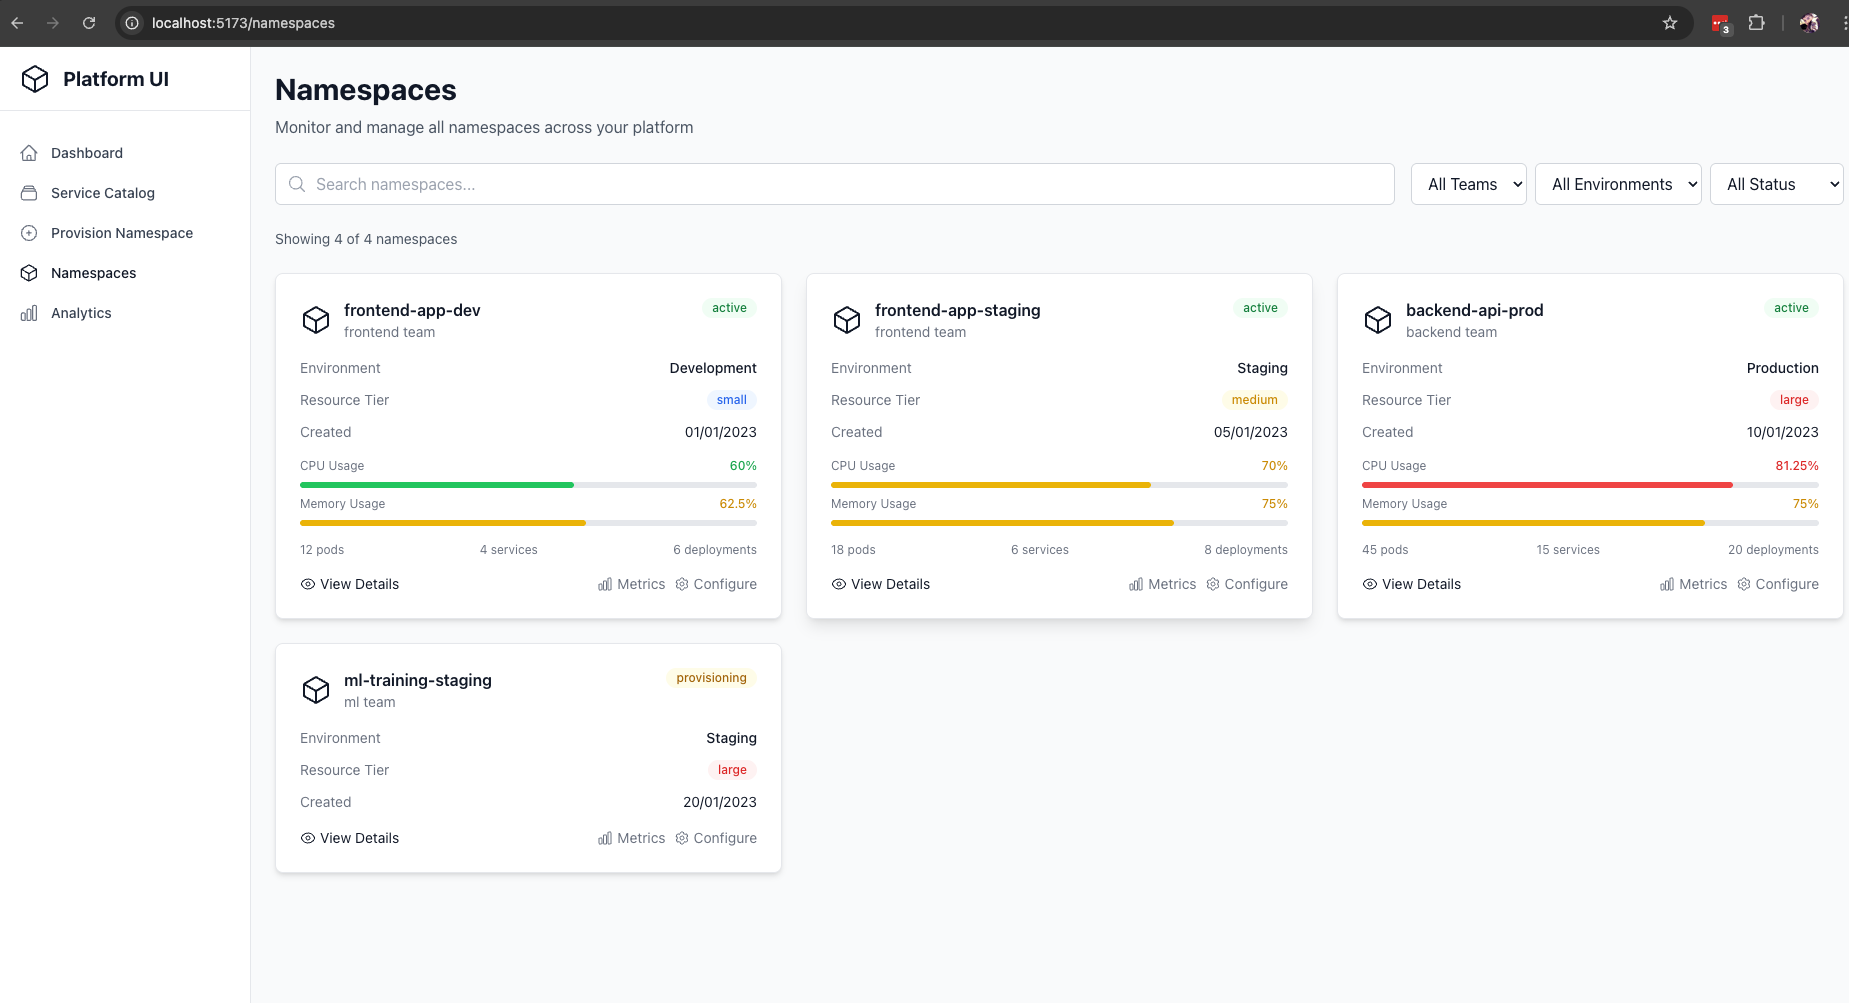 localhost:5173/namespaces
3
Platform UI
Dashboard
Service Catalog
Provision Namespace
Namespaces
Analytics
Namespaces
Monitor and manage all namespaces across your platform
Search namespaces...
All Teams
All Environments
All Status
Showing 4 of 4 namespaces
frontend-app-dev
active
frontend team
Environment Development
Resource Tier small
Created 01/01/2023
CPU Usage 60%
Memory Usage 62.5%
12 pods 4 services 6 deployments
View Details Metrics Configure
frontend-app-staging
active
frontend team
Environment Staging
Resource Tier medium
Created 05/01/2023
CPU Usage 70%
Memory Usage 75%
18 pods 6 services 8 deployments
View Details Metrics Configure
backend-api-prod
active
backend team
Environment Production
Resource Tier large
Created 10/01/2023
CPU Usage 81.25%
Memory Usage 75%
45 pods 15 services 20 deployments
View Details Metrics Configure
ml-training-staging
provisioning
ml team
Environment Staging
Resource Tier large
Created 20/01/2023
View Details Metrics Configure